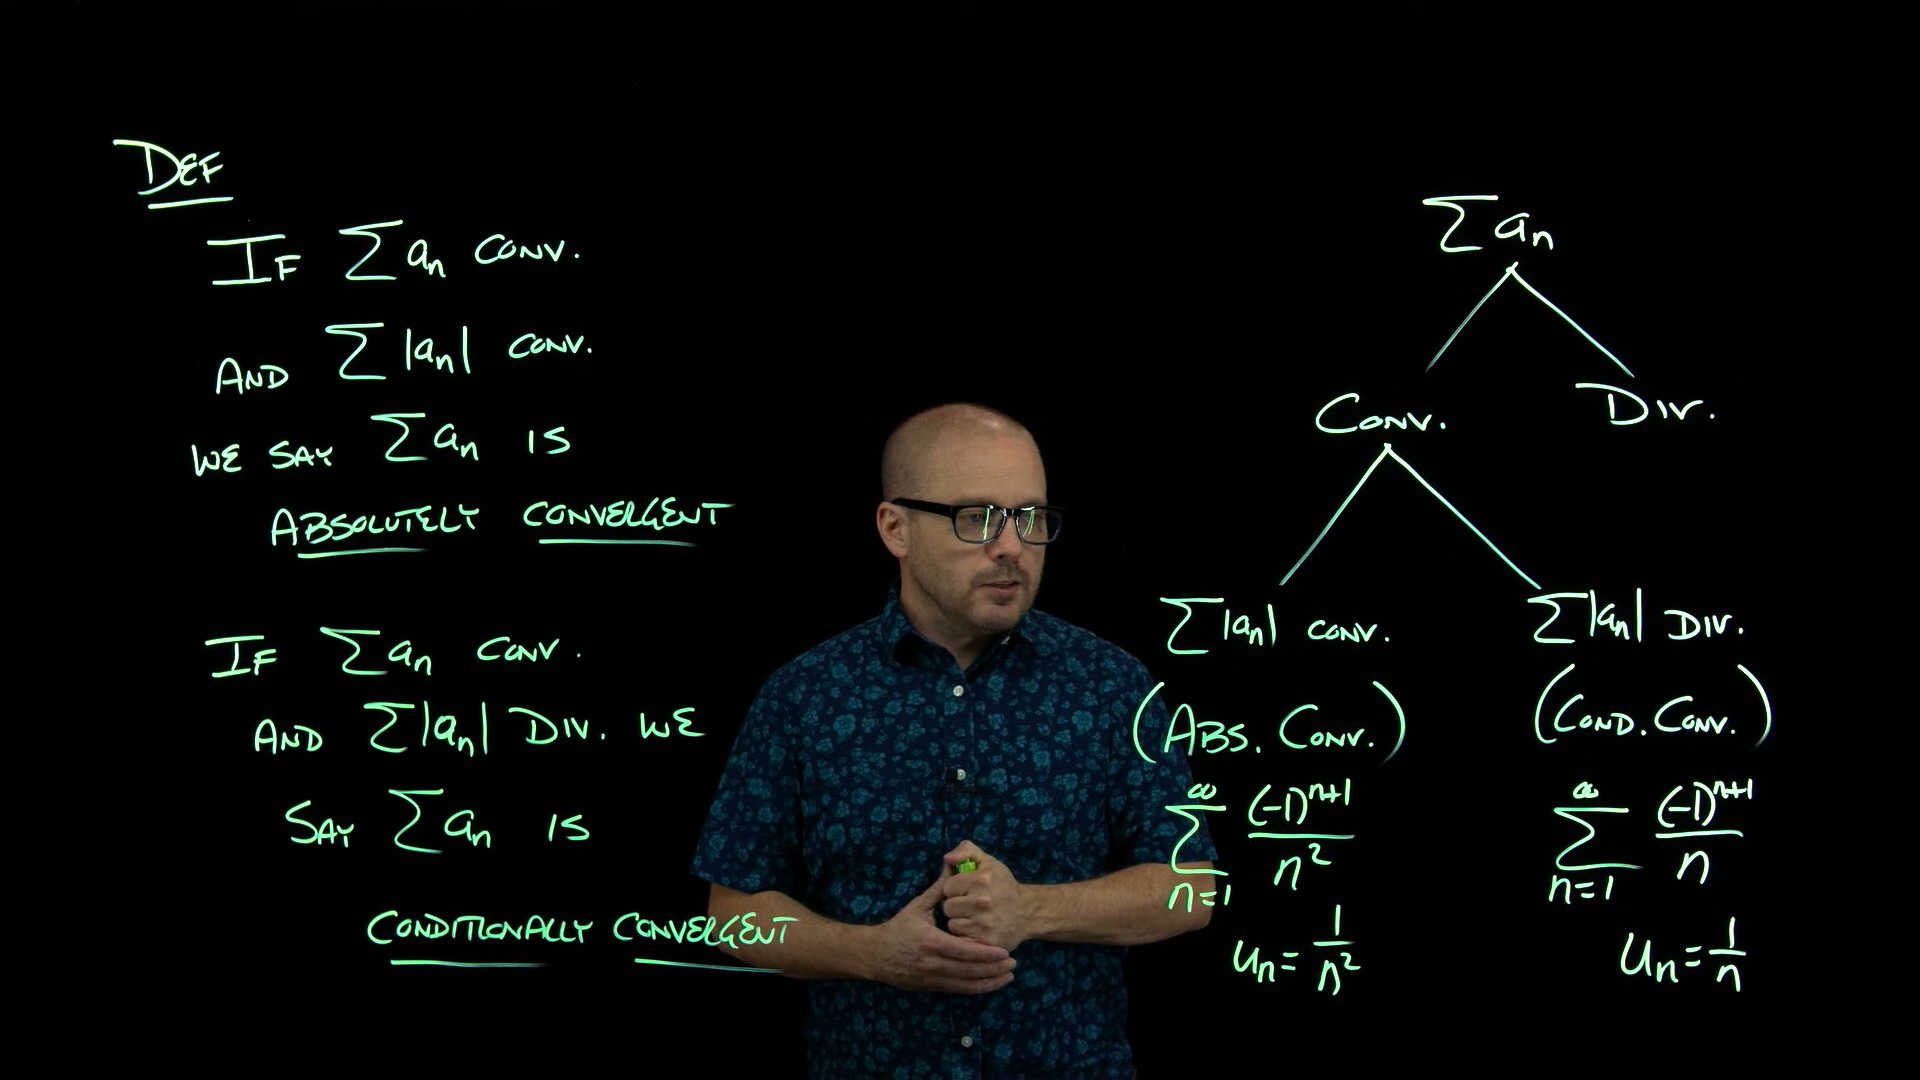 DEF
IF ∑ aₙ CONV.
AND ∑ |aₙ| CONV.
WE SAY ∑ aₙ IS
ABSOLUTELY CONVERGENT
IF ∑ aₙ CONV.
AND ∑ |aₙ| DIV. WE
SAY ∑ aₙ IS
CONDITIONALLY CONVERGENT
∑ aₙ
CONV. DIV.
∑ |aₙ| CONV. ∑ |aₙ| DIV.
(ABS. CONV.) (COND. CONV.)
∞ ∑ n=1 (-1)ⁿ⁺¹/n² ∞ ∑ n=1 (-1)ⁿ⁺¹/n
uₙ = 1/n² uₙ = 1/n